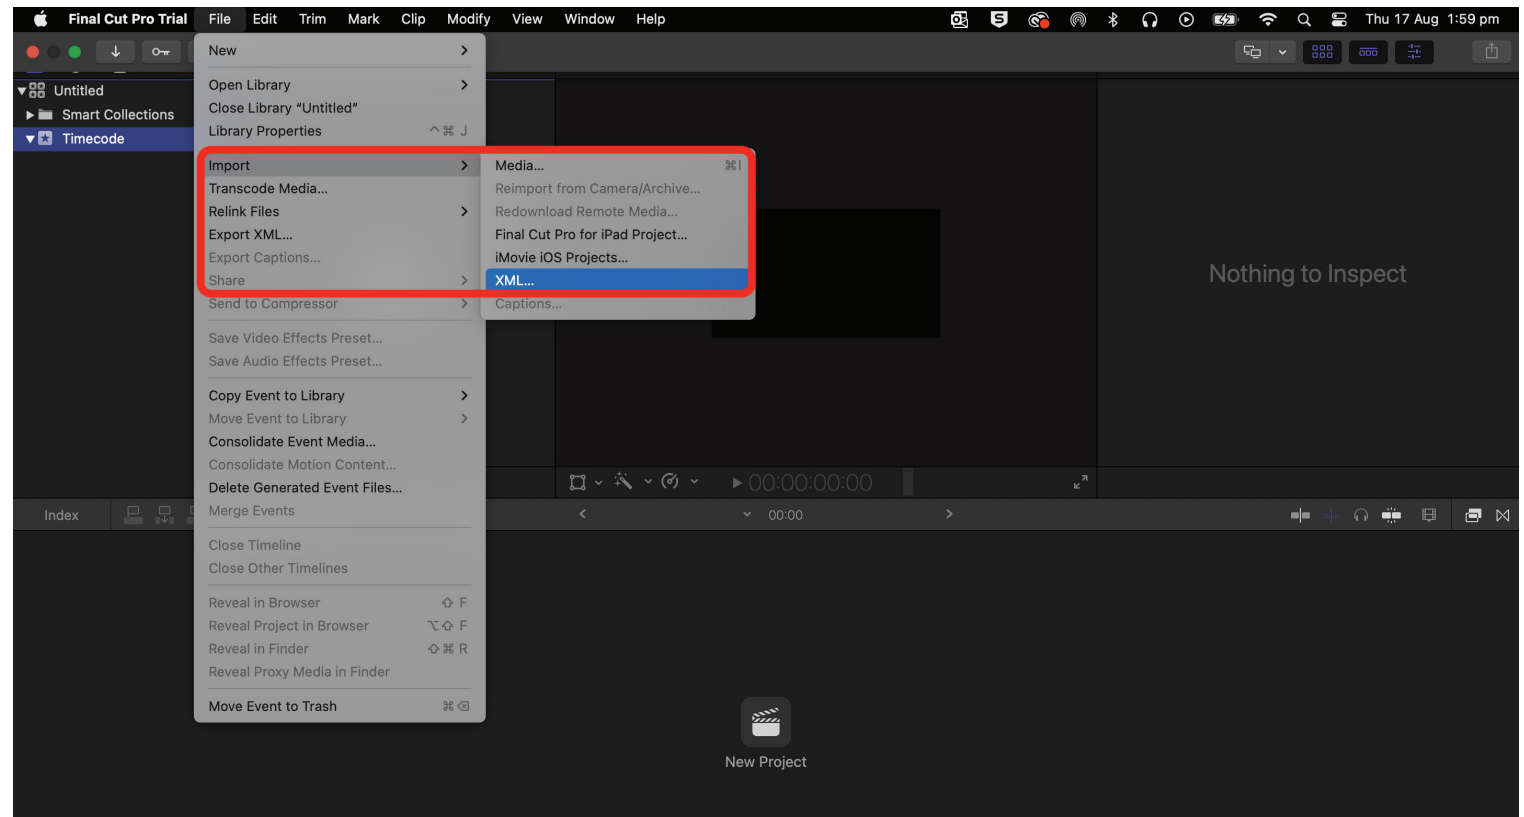 Final Cut Pro Trial File Edit Trim Mark Clip Modify View Window Help Thu 17 Aug 1:59 pm
New
Untitled
Smart Collections
Timecode
Open Library
Close Library “Untitled”
Library Properties ^⌘ J
Import
Transcode Media...
Relink Files
Export XML...
Export Captions...
Share
Send to Compressor
Media... ⌘I
Reimport from Camera/Archive...
Redownload Remote Media...
Final Cut Pro for iPad Project...
iMovie iOS Projects...
XML...
Captions...
Save Video Effects Preset...
Save Audio Effects Preset...
Copy Event to Library
Move Event to Library
Consolidate Event Media...
Consolidate Motion Content...
Delete Generated Event Files...
Merge Events
Close Timeline
Close Other Timelines
Reveal in Browser ⇧ F
Reveal Project in Browser ⌥⇧ F
Reveal in Finder ⇧⌘ R
Reveal Proxy Media in Finder
Move Event to Trash ⌘⌫
Nothing to Inspect
00:00:00:00
Index
00:00
New Project